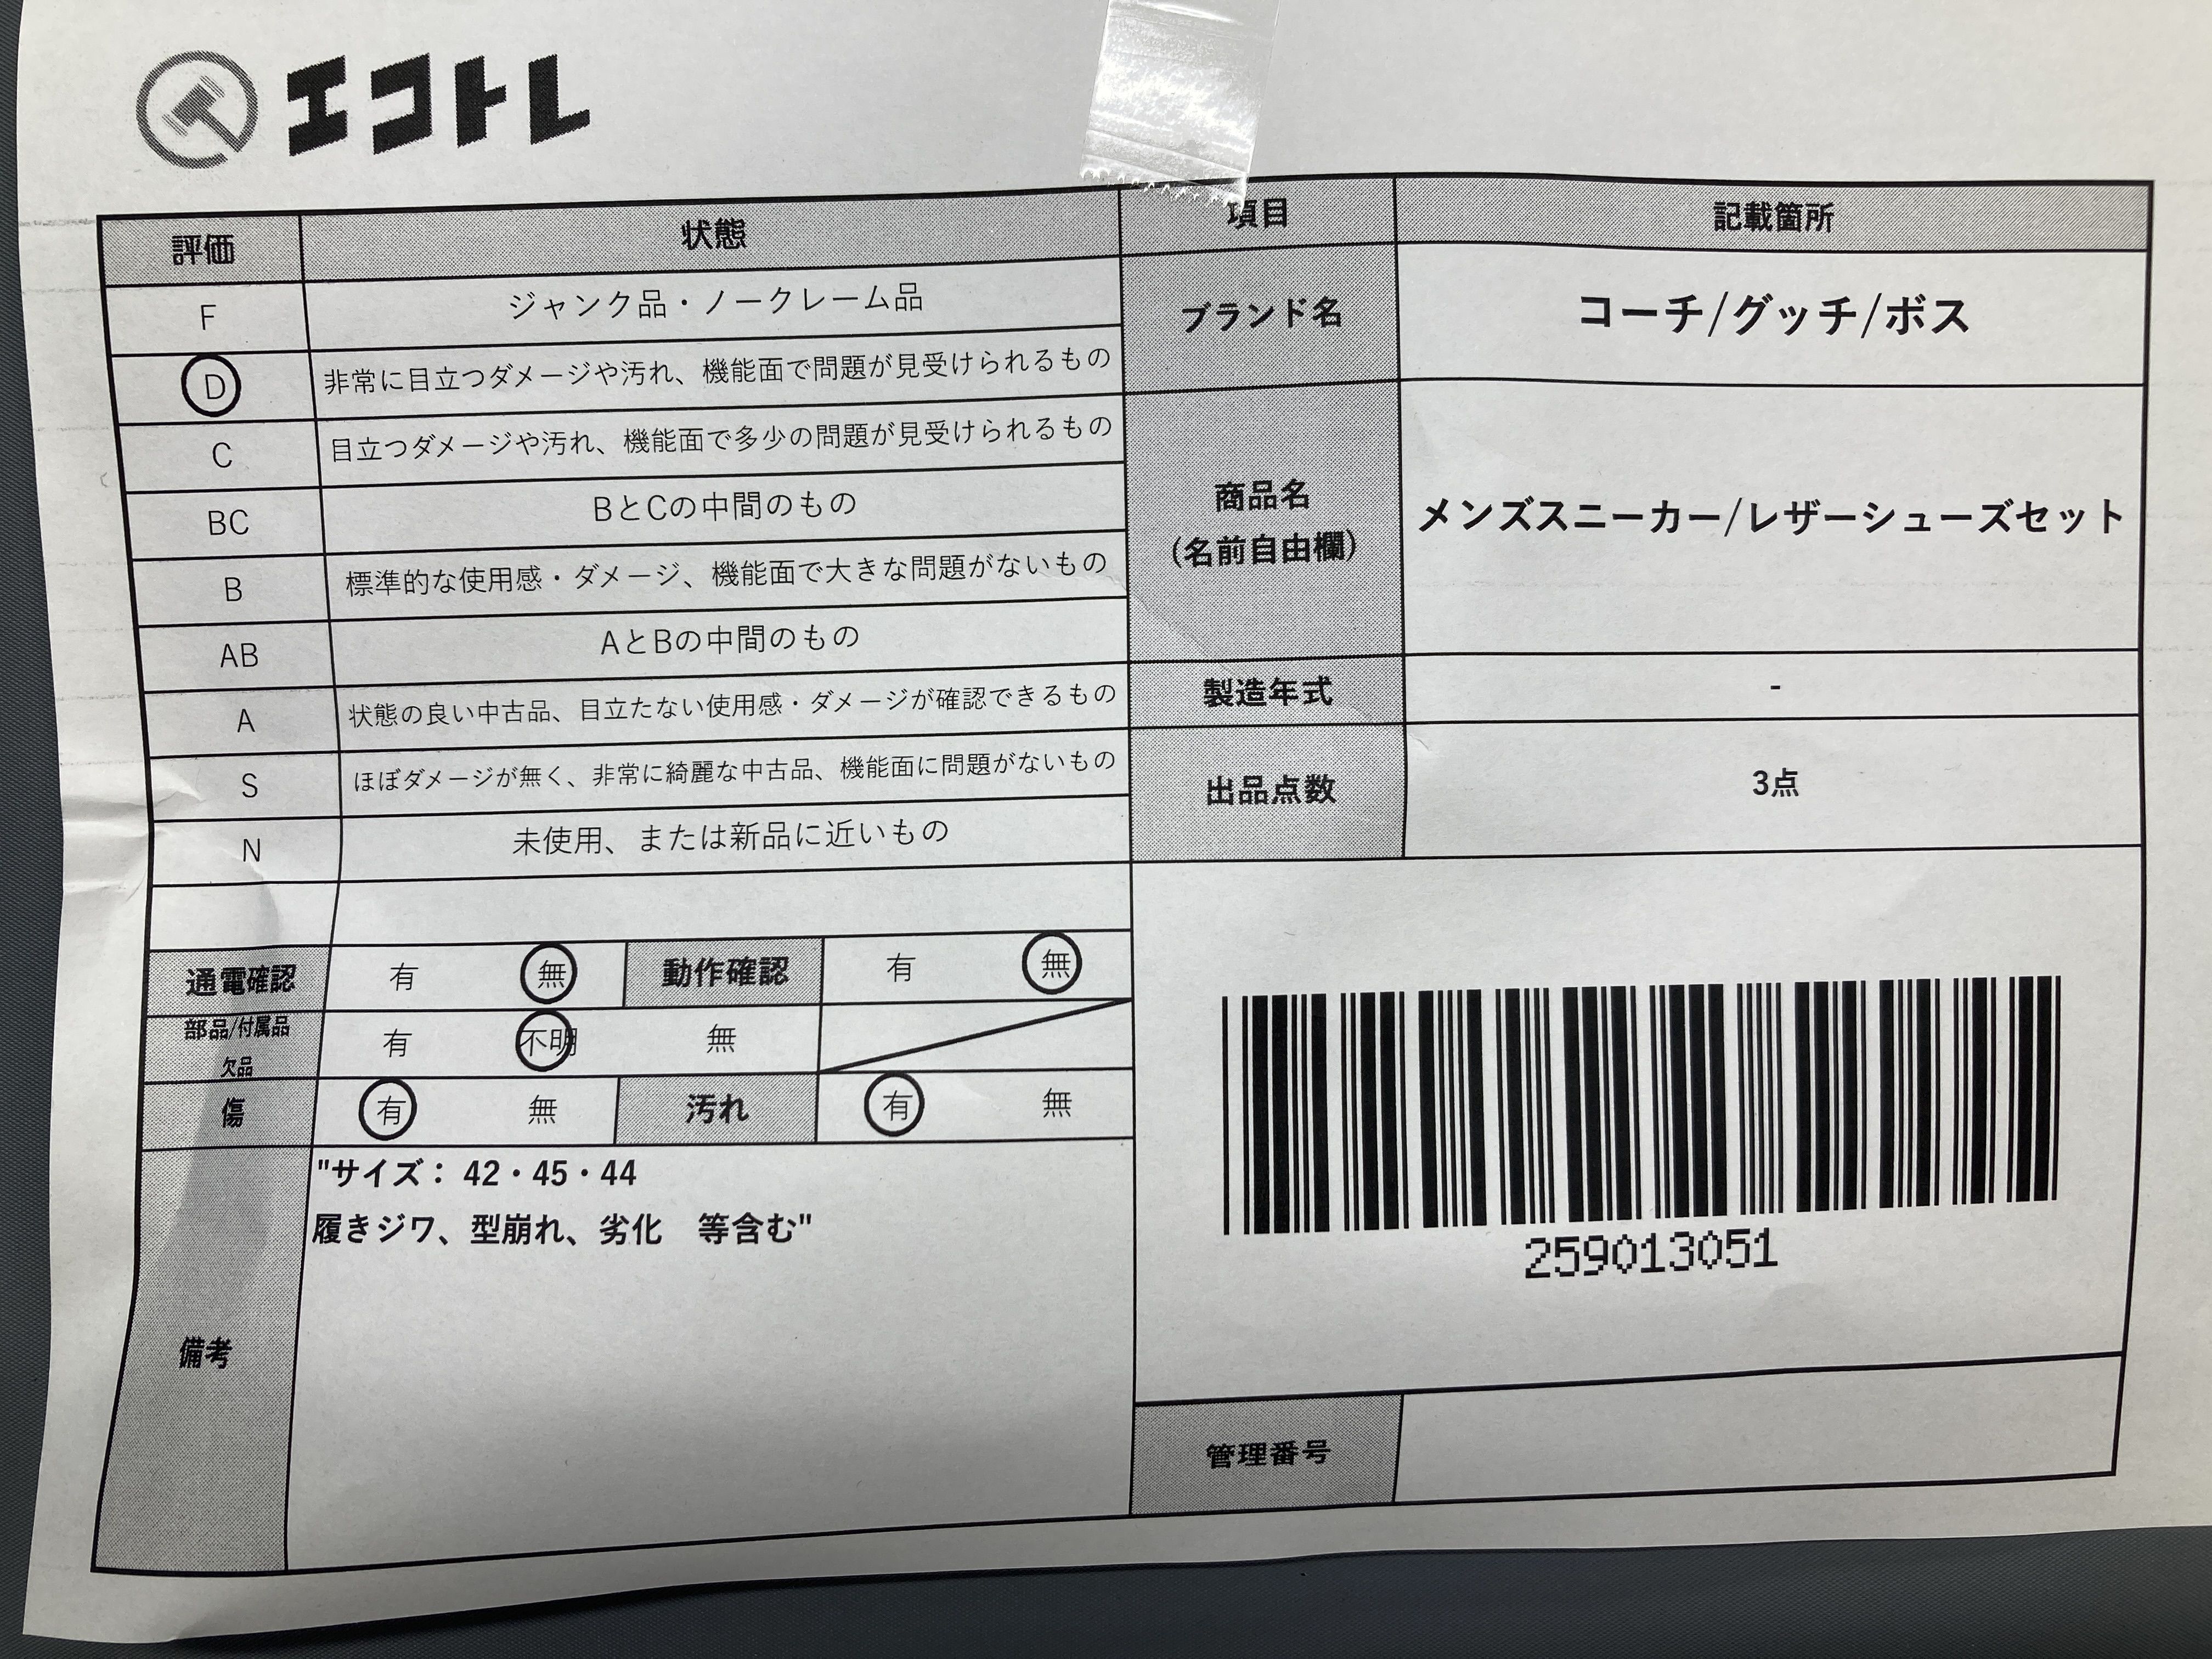 エコトレ
評価 状態 項目 記載箇所
F ジャンク品・ノークレーム品
D 非常に目立つダメージや汚れ、機能面で問題が見受けられるもの
C 目立つダメージや汚れ、機能面で多少の問題が見受けられるもの
BC BとCの中間のもの
B 標準的な使用感・ダメージ、機能面で大きな問題がないもの
AB AとBの中間のもの
A 状態の良い中古品、目立たない使用感・ダメージが確認できるもの
S ほぼダメージが無く、非常に綺麗な中古品、機能面に問題がないもの
N 未使用、または新品に近いもの
ブランド名 コーチ/グッチ/ボス
商品名
(名前自由欄)
メンズスニーカー/レザーシューズセット
製造年式 -
出品点数 3点
通電確認 有 無 動作確認 有 無
部品/付属品
欠品
有 不明 無
傷 有 無 汚れ 有 無
備考
"サイズ： 42・45・44
履きジワ、型崩れ、劣化　等含む"
259013051
管理番号